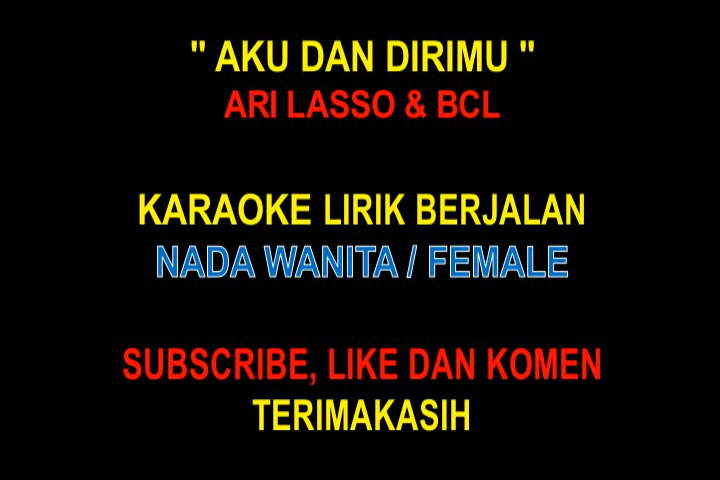 " AKU DAN DIRIMU "
ARI LASSO & BCL
KARAOKE LIRIK BERJALAN
NADA WANITA / FEMALE
SUBSCRIBE, LIKE DAN KOMEN
TERIMAKASIH